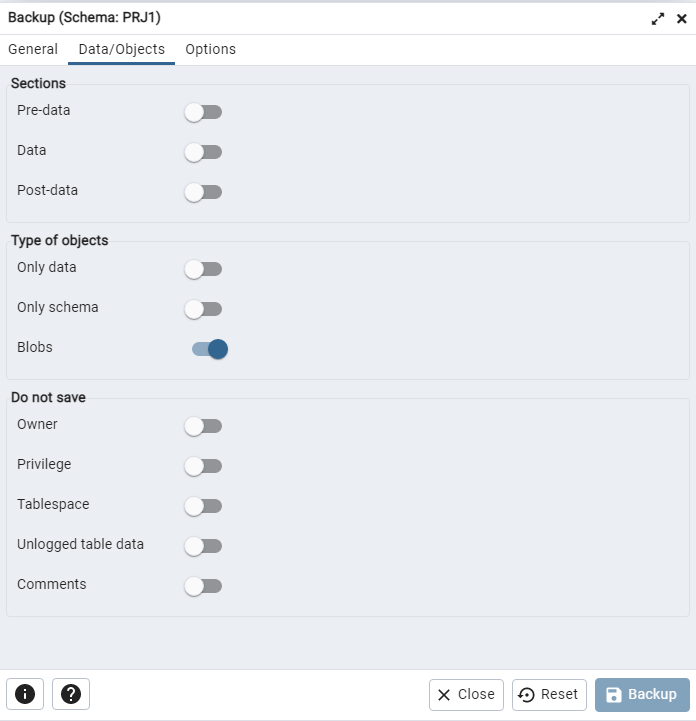 Backup (Schema: PRJ1)
General Data/Objects Options
Sections
Pre-data
Data
Post-data
Type of objects
Only data
Only schema
Blobs
Do not save
Owner
Privilege
Tablespace
Unlogged table data
Comments
Close Reset Backup